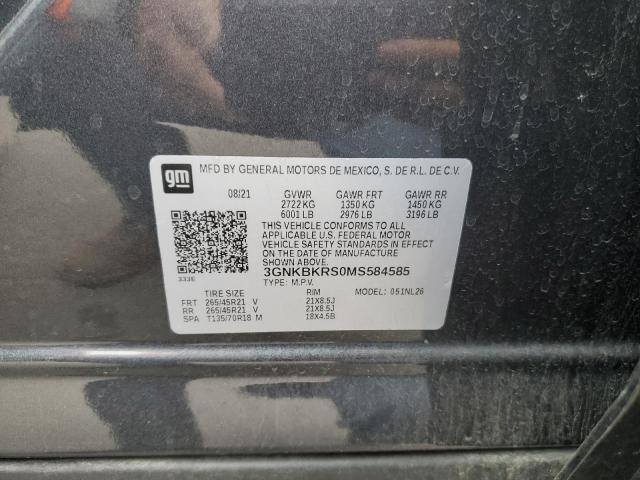 gm MFD BY GENERAL MOTORS DE MEXICO, S. DE R.L. DE C.V.
08/21 GVWR GAWR FRT GAWR RR
2722 KG 1350 KG 1450 KG
6001 LB 2976 LB 3196 LB
THIS VEHICLE CONFORMS TO ALL
APPLICABLE U.S. FEDERAL MOTOR
VEHICLE SAFETY STANDARDS IN EFFECT
ON THE DATE OF MANUFACTURE
SHOWN ABOVE.
333E 3GNKBKRS0MS584585
TYPE: M.P.V.
TIRE SIZE RIM MODEL: 051NL26
FRT 265/45R21 V 21X8.5J
RR 265/45R21 V 21X8.5J
SPA T135/70R18 M 18X4.5B